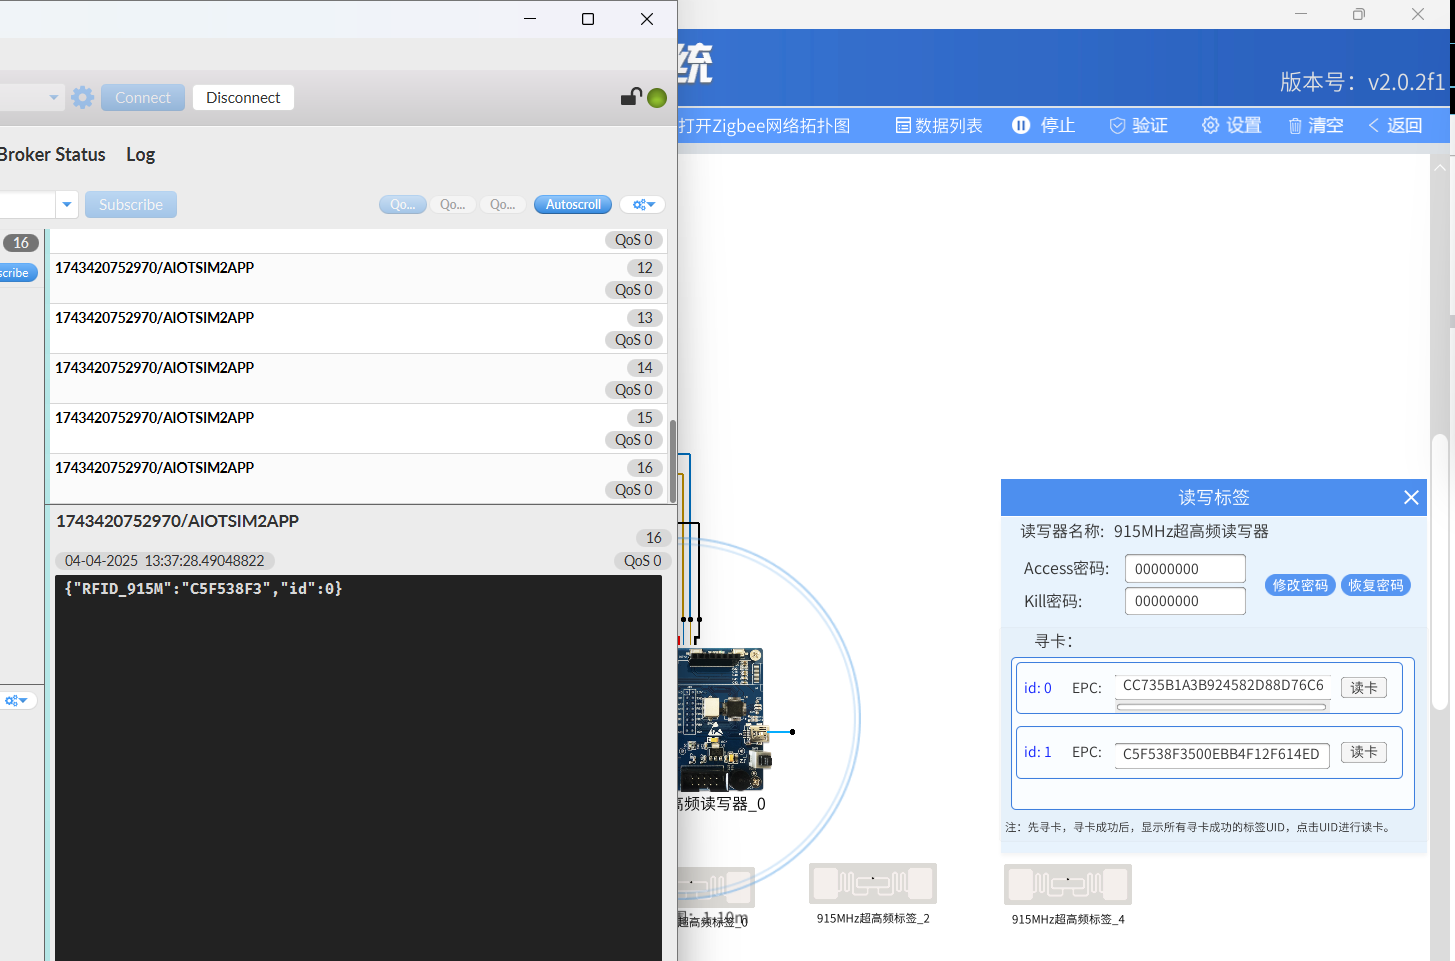 统
版本号：v2.0.2f1
Connect
Disconnect
打开Zigbee网络拓扑图
数据列表
停止
验证
设置
清空
返回
Broker Status
Log
Subscribe
Qo...
Qo...
Qo...
Autoscroll
16
scribe
QoS 0
1743420752970/AIOTSIM2APP
12
QoS 0
1743420752970/AIOTSIM2APP
13
QoS 0
1743420752970/AIOTSIM2APP
14
QoS 0
1743420752970/AIOTSIM2APP
15
QoS 0
1743420752970/AIOTSIM2APP
16
QoS 0
1743420752970/AIOTSIM2APP
16
04-04-2025 13:37:28.49048822
QoS 0
{"RFID_915M":"C5F538F3","id":0}
读写标签
读写器名称: 915MHz超高频读写器
Access密码:
00000000
Kill密码:
00000000
修改密码
恢复密码
寻卡:
id: 0
EPC:
CC735B1A3B924582D88D76C6
读卡
id: 1
EPC:
C5F538F3500EBB4F12F614ED
读卡
注：先寻卡，寻卡成功后，显示所有寻卡成功的标签UID，点击UID进行读卡。
高频读写器_0
1.10m
超高频标签_0
915MHz超高频标签_2
915MHz超高频标签_4